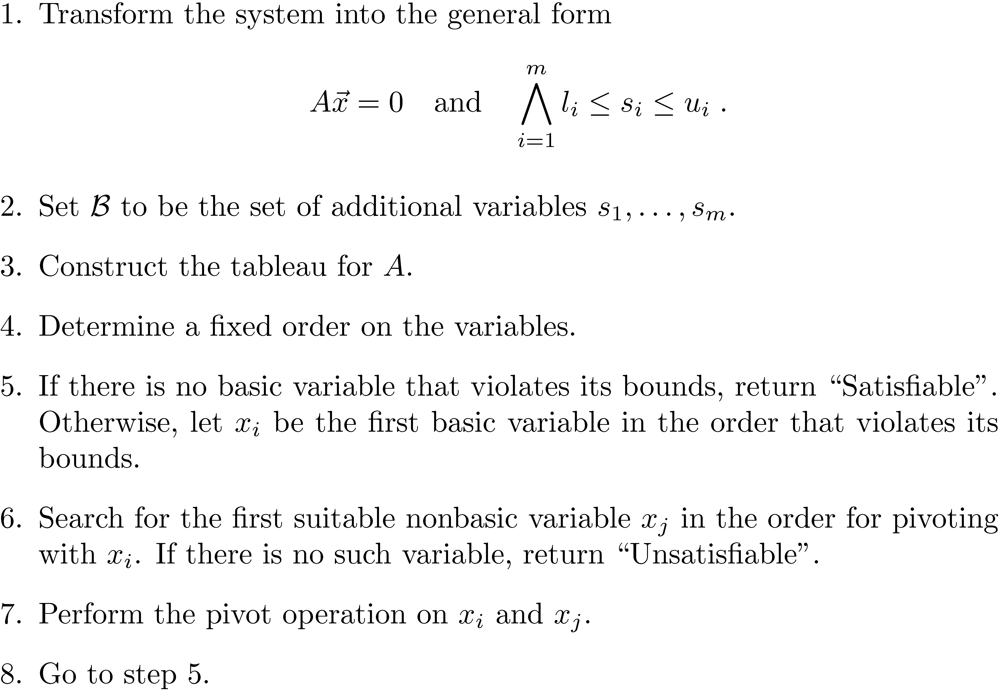 1. Transform the system into the general form
$A\vec{x} = 0$ and $\bigwedge_{i=1}^{m} l_i \leq s_i \leq u_i$ .
2. Set $\mathcal{B}$ to be the set of additional variables $s_1, \ldots, s_m$.
3. Construct the tableau for $A$.
4. Determine a fixed order on the variables.
5. If there is no basic variable that violates its bounds, return “Satisfiable”.
Otherwise, let $x_i$ be the first basic variable in the order that violates its
bounds.
6. Search for the first suitable nonbasic variable $x_j$ in the order for pivoting
with $x_i$. If there is no such variable, return “Unsatisfiable”.
7. Perform the pivot operation on $x_i$ and $x_j$.
8. Go to step 5.